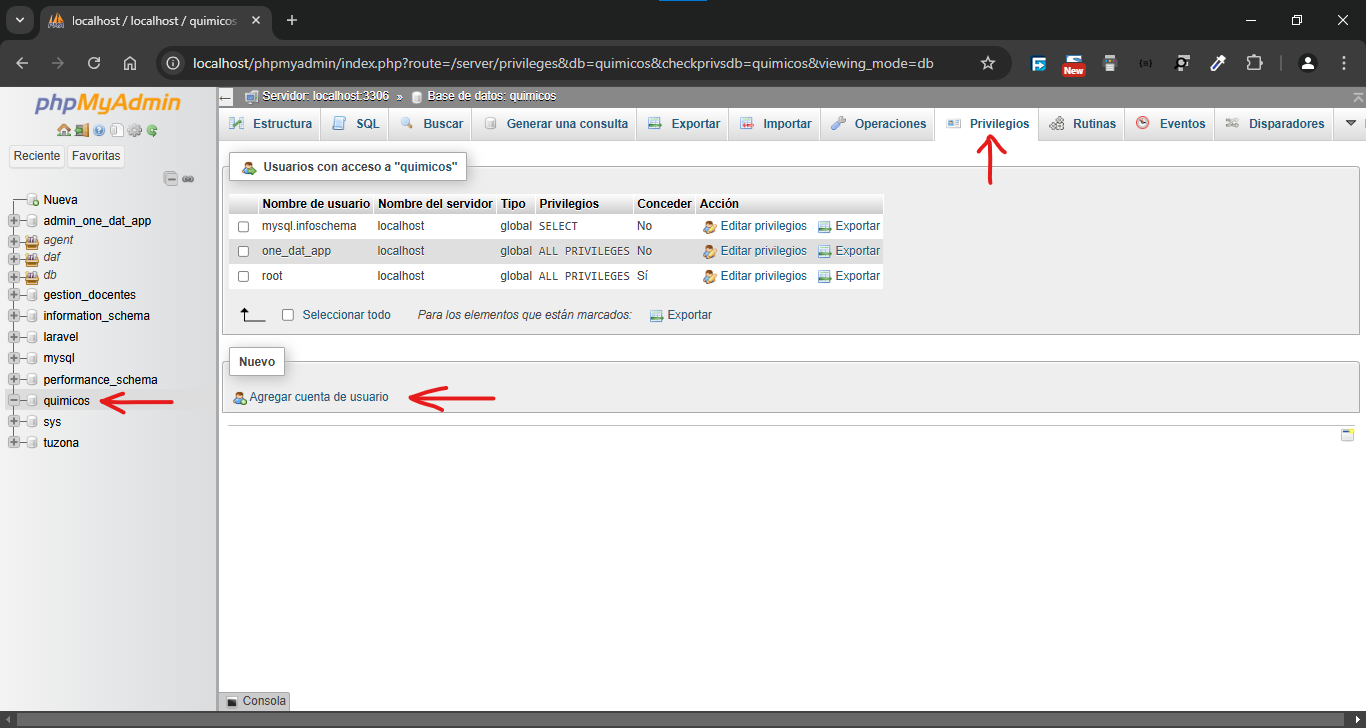 localhost / localhost / quimicos
localhost/phpmyadmin/index.php?route=/server/privileges&db=quimicos&checkprivsdb=quimicos&viewing_mode=db
New
phpMyAdmin
Reciente Favoritas
Nueva
admin_one_dat_app
agent
daf
db
gestion_docentes
information_schema
laravel
mysql
performance_schema
quimicos
sys
tuzona
Servidor: localhost:3306 » Base de datos: quimicos
Estructura SQL Buscar Generar una consulta Exportar Importar Operaciones Privilegios Rutinas Eventos Disparadores
Usuarios con acceso a "quimicos"
Nombre de usuario Nombre del servidor Tipo Privilegios Conceder Acción
mysql.infoschema localhost global SELECT No Editar privilegios Exportar
one_dat_app localhost global ALL PRIVILEGES No Editar privilegios Exportar
root localhost global ALL PRIVILEGES Sí Editar privilegios Exportar
Seleccionar todo Para los elementos que están marcados: Exportar
Nuevo
Agregar cuenta de usuario
Consola